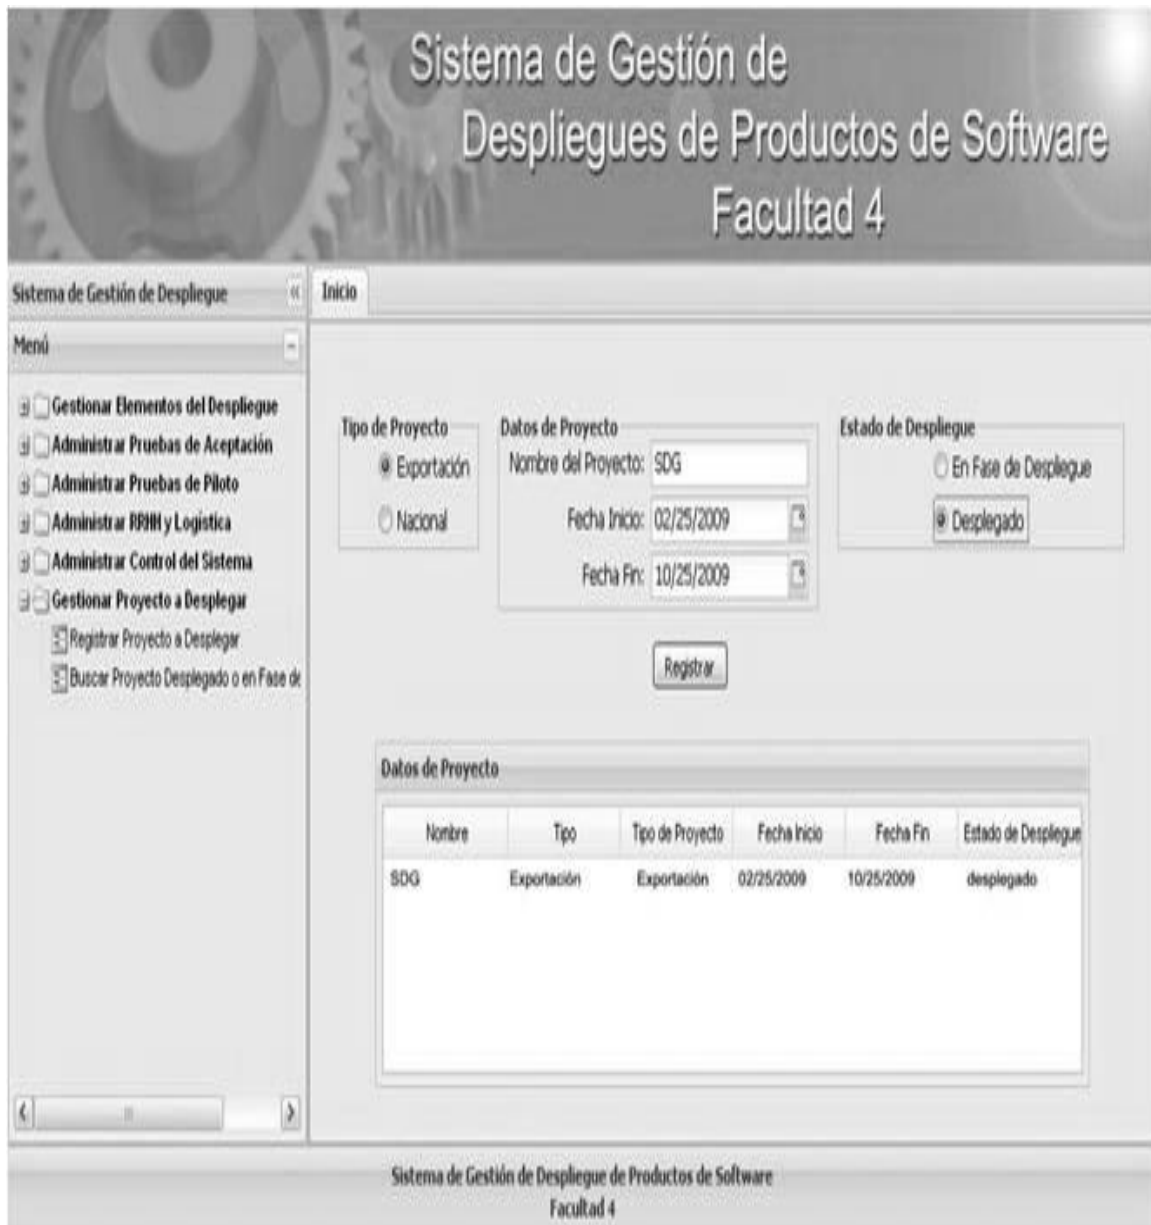 Sistema de Gestión de
Despliegues de Productos de Software
Facultad 4
Sistema de Gestión de Despliegue
Menú
Gestionar Elementos del Despliegue
Administrar Pruebas de Aceptación
Administrar Pruebas de Piloto
Administrar RRHH y Logística
Administrar Control del Sistema
Gestionar Proyecto a Desplegar
Registrar Proyecto a Desplegar
Buscar Proyecto Desplegado o en Fase de
Inicio
Tipo de Proyecto
Exportación
Nacional
Datos de Proyecto
Nombre del Proyecto: SDG
Fecha Inicio: 02/25/2009
Fecha Fin: 10/25/2009
Estado de Despliegue
En Fase de Despliegue
Desplegado
Registrar
Datos de Proyecto
Nombre Tipo Tipo de Proyecto Fecha Inicio Fecha Fin Estado de Despliegue
SDG Exportación Exportación 02/25/2009 10/25/2009 desplegado
Sistema de Gestión de Despliegue de Productos de Software
Facultad 4